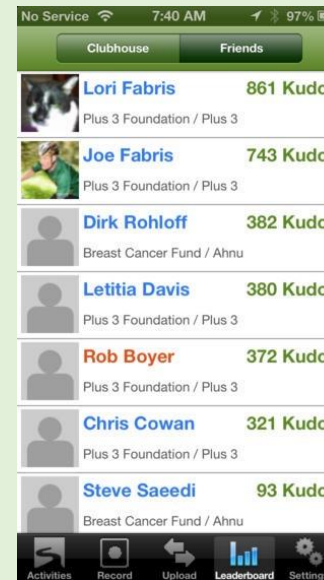 No Service 7:40 AM 97%
Clubhouse Friends
Lori Fabris 861 Kudo
Plus 3 Foundation / Plus 3
Joe Fabris 743 Kudo
Plus 3 Foundation / Plus 3
Dirk Rohloff 382 Kudo
Breast Cancer Fund / Ahnu
Letitia Davis 380 Kudo
Plus 3 Foundation / Plus 3
Rob Boyer 372 Kudo
Plus 3 Foundation / Plus 3
Chris Cowan 321 Kudo
Plus 3 Foundation / Plus 3
Steve Saeedi 93 Kudo
Breast Cancer Fund / Ahnu
Activities Record Upload Leaderboard Setting